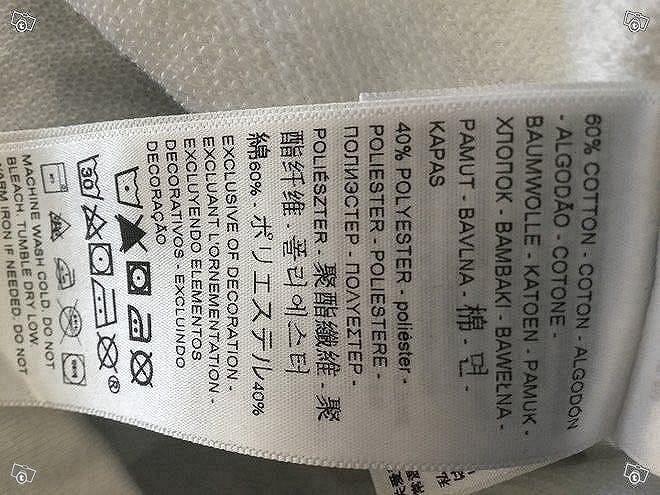 60% COTTON - COTON - ALGODÓN
- ALGODÃO - COTONE -
BAUMWOLLE - KATOEN - PAMUK -
ХЛОПОК - BAMBAKI - BAWEŁNA -
PAMUT - BAVLNA - 棉 - 면 -
KAPAS
40% POLYESTER - poliéster -
POLIESTER - POLIESTERE -
ПОЛИЭСТЕР - ΠΟΛΥΕΣΤΕΡ -
POLIÉSZTER - 聚酯纖維 - 聚
酯纤维 - 폴리에스터
綿60% - ポリエステル40%
EXCLUSIVE OF DECORATION -
EXCLUANT L'ORNEMENTATION -
EXCLUYENDO ELEMENTOS
DECORATIVOS - EXCLUINDO
DECORAÇÃO
30
®
MACHINE WASH COLD. DO NOT
BLEACH. TUMBLE DRY LOW.
WARM IRON IF NEEDED. DO NOT